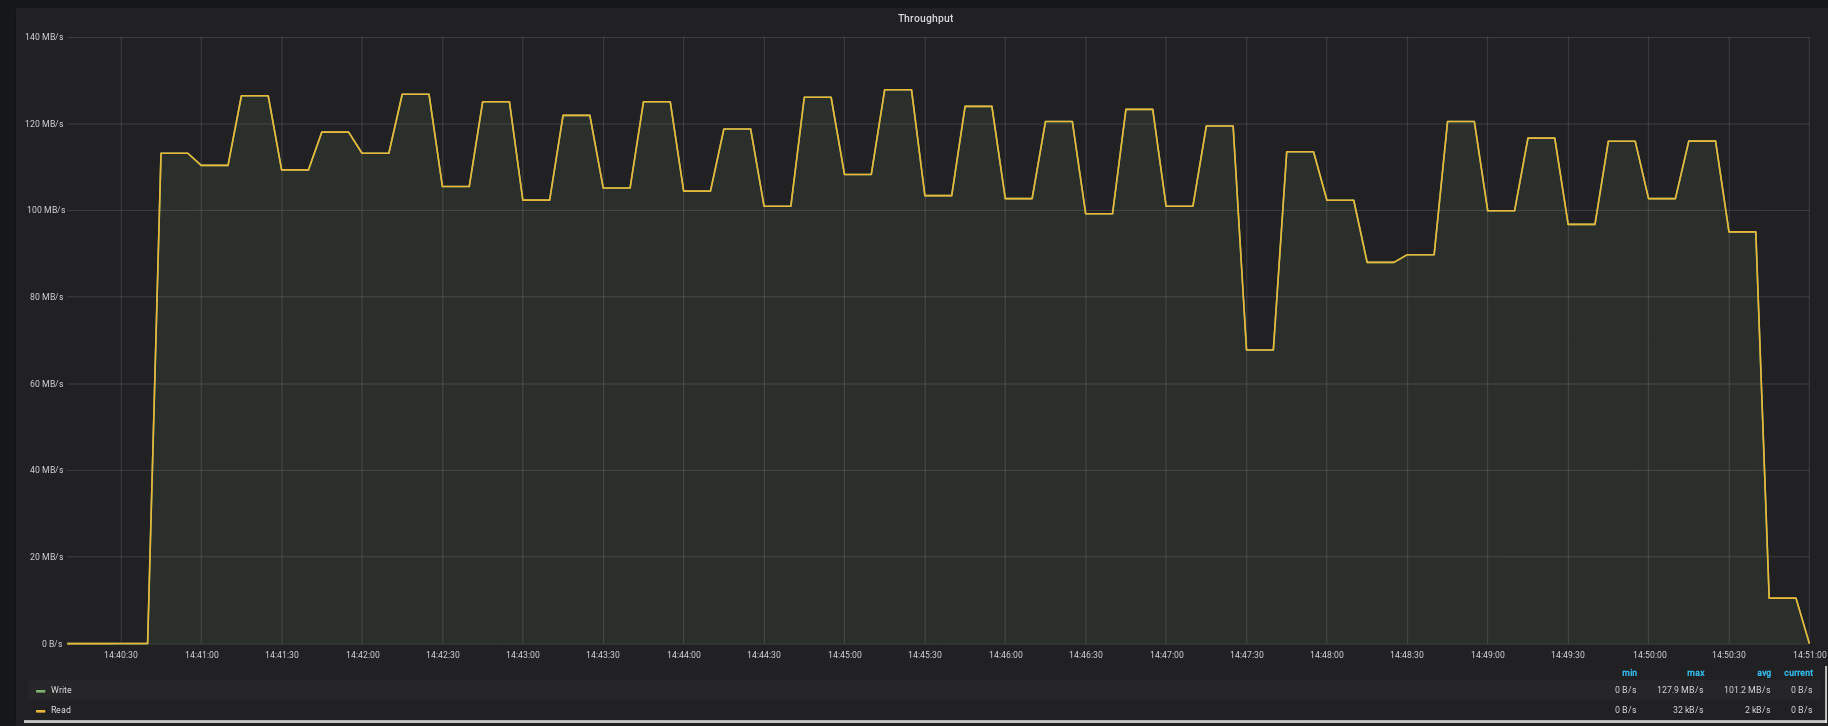 Throughput
140 MB/s
120 MB/s
100 MB/s
80 MB/s
60 MB/s
40 MB/s
20 MB/s
0 B/s
14:40:30 14:41:00 14:41:30 14:42:00 14:42:30 14:43:00 14:43:30 14:44:00 14:44:30 14:45:00 14:45:30 14:46:00 14:46:30 14:47:00 14:47:30 14:48:00 14:48:30 14:49:00 14:49:30 14:50:00 14:50:30 14:51:00
min max avg current
Write 0 B/s 127.9 MB/s 101.2 MB/s 0 B/s
Read 0 B/s 32 kB/s 2 kB/s 0 B/s